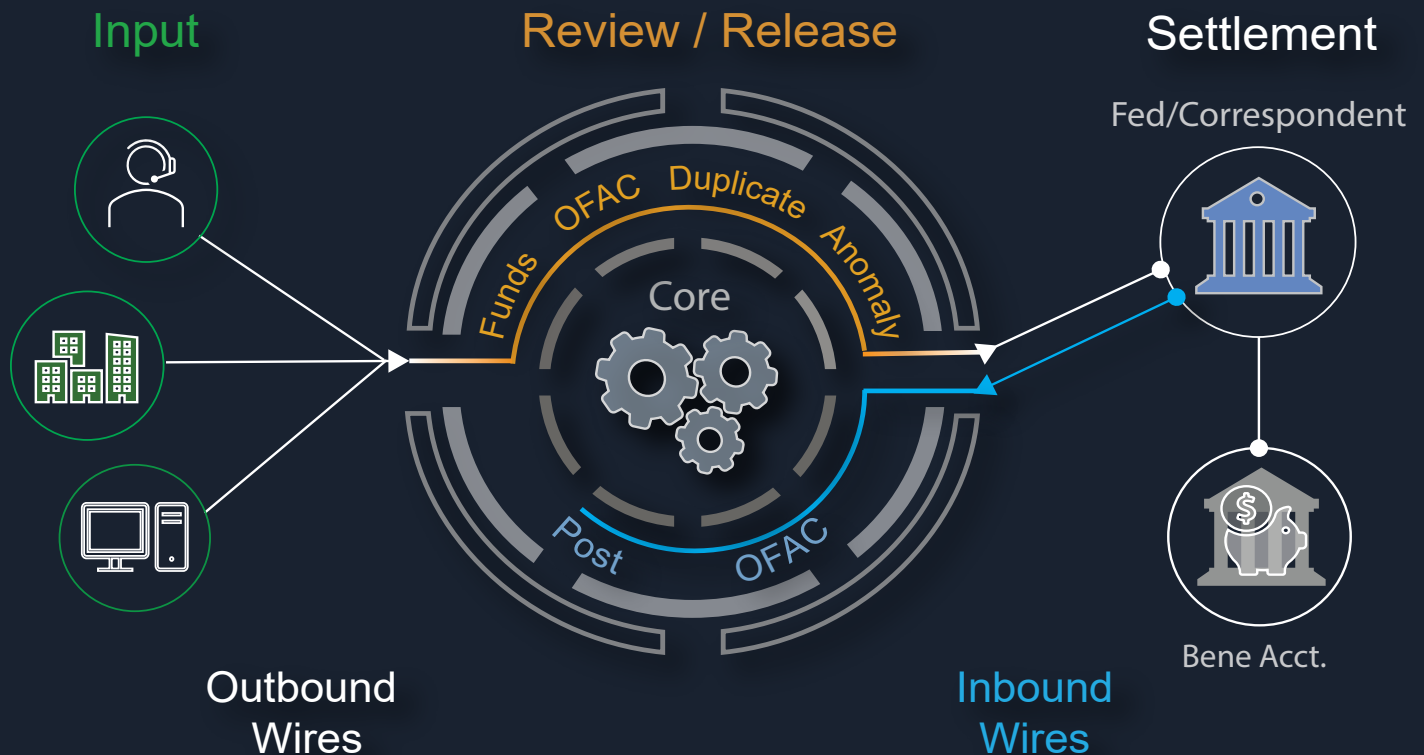 Input
Review / Release
Settlement
Fed/Correspondent
Funds
OFAC
Duplicate
Anomaly
Core
Post
OFAC
$
Bene Acct.
Outbound
Wires
Inbound
Wires